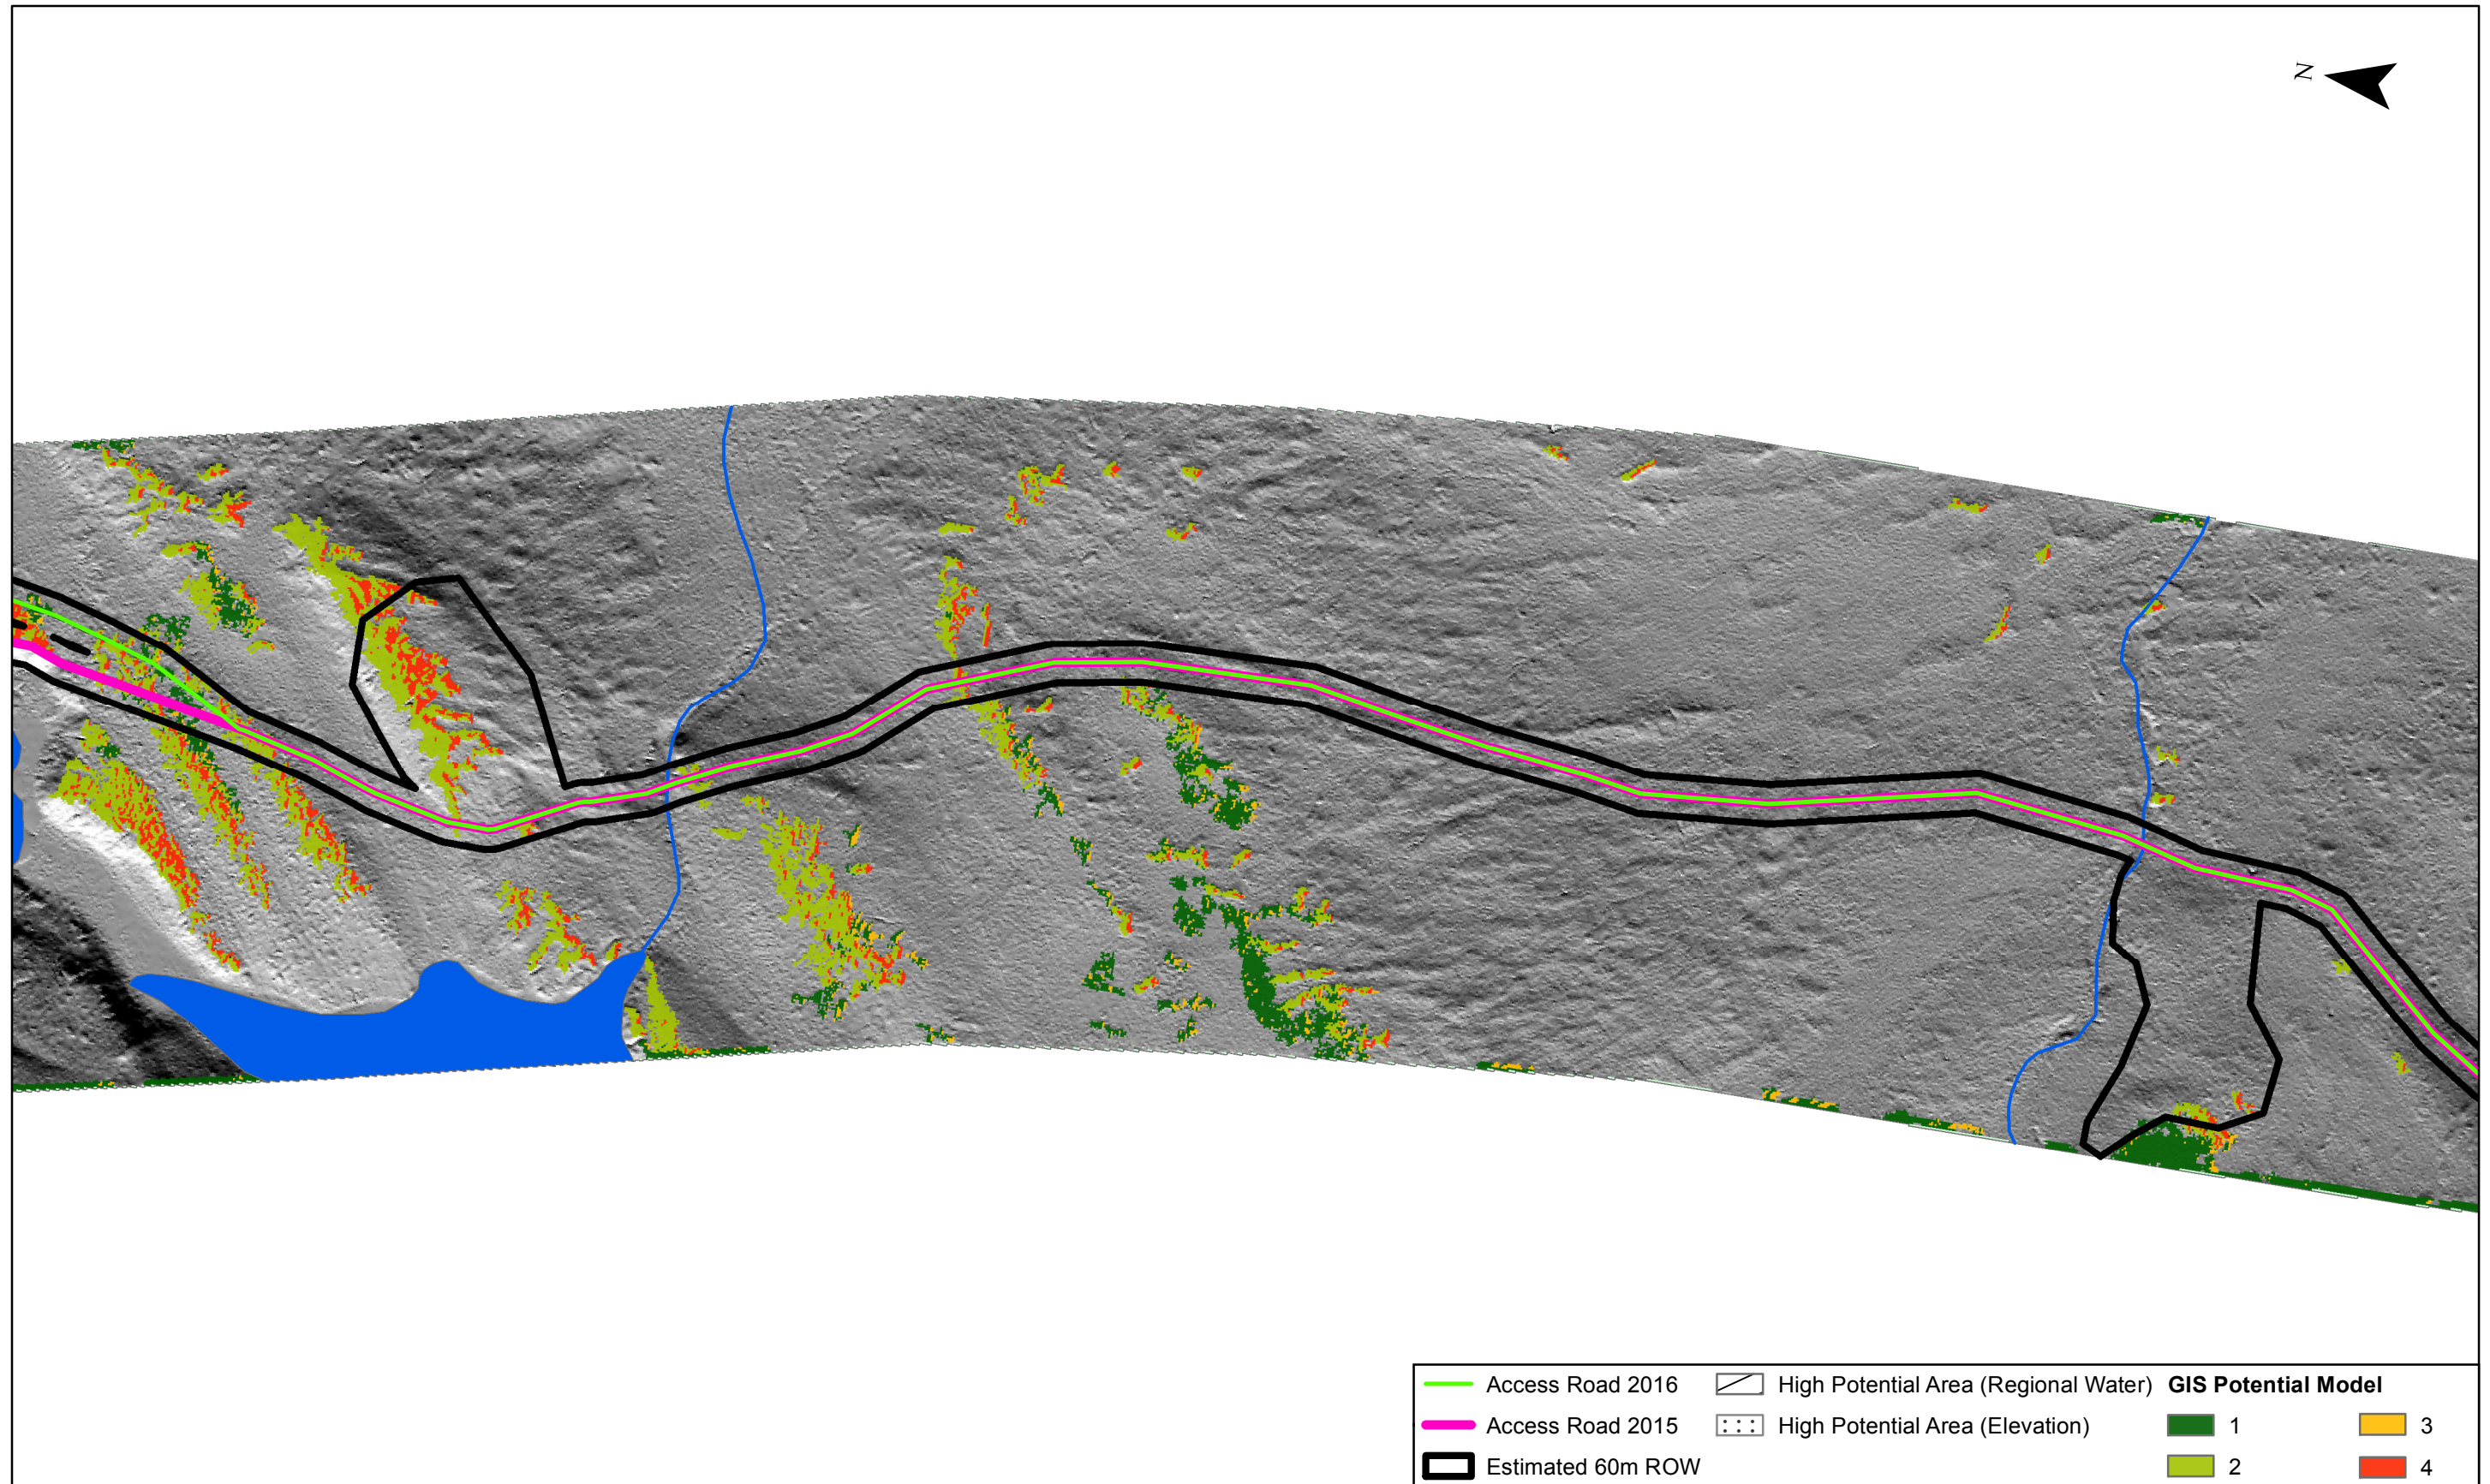 N
Access Road 2016
High Potential Area (Regional Water)
GIS Potential Model
Access Road 2015
High Potential Area (Elevation)
1
3
Estimated 60m ROW
2
4